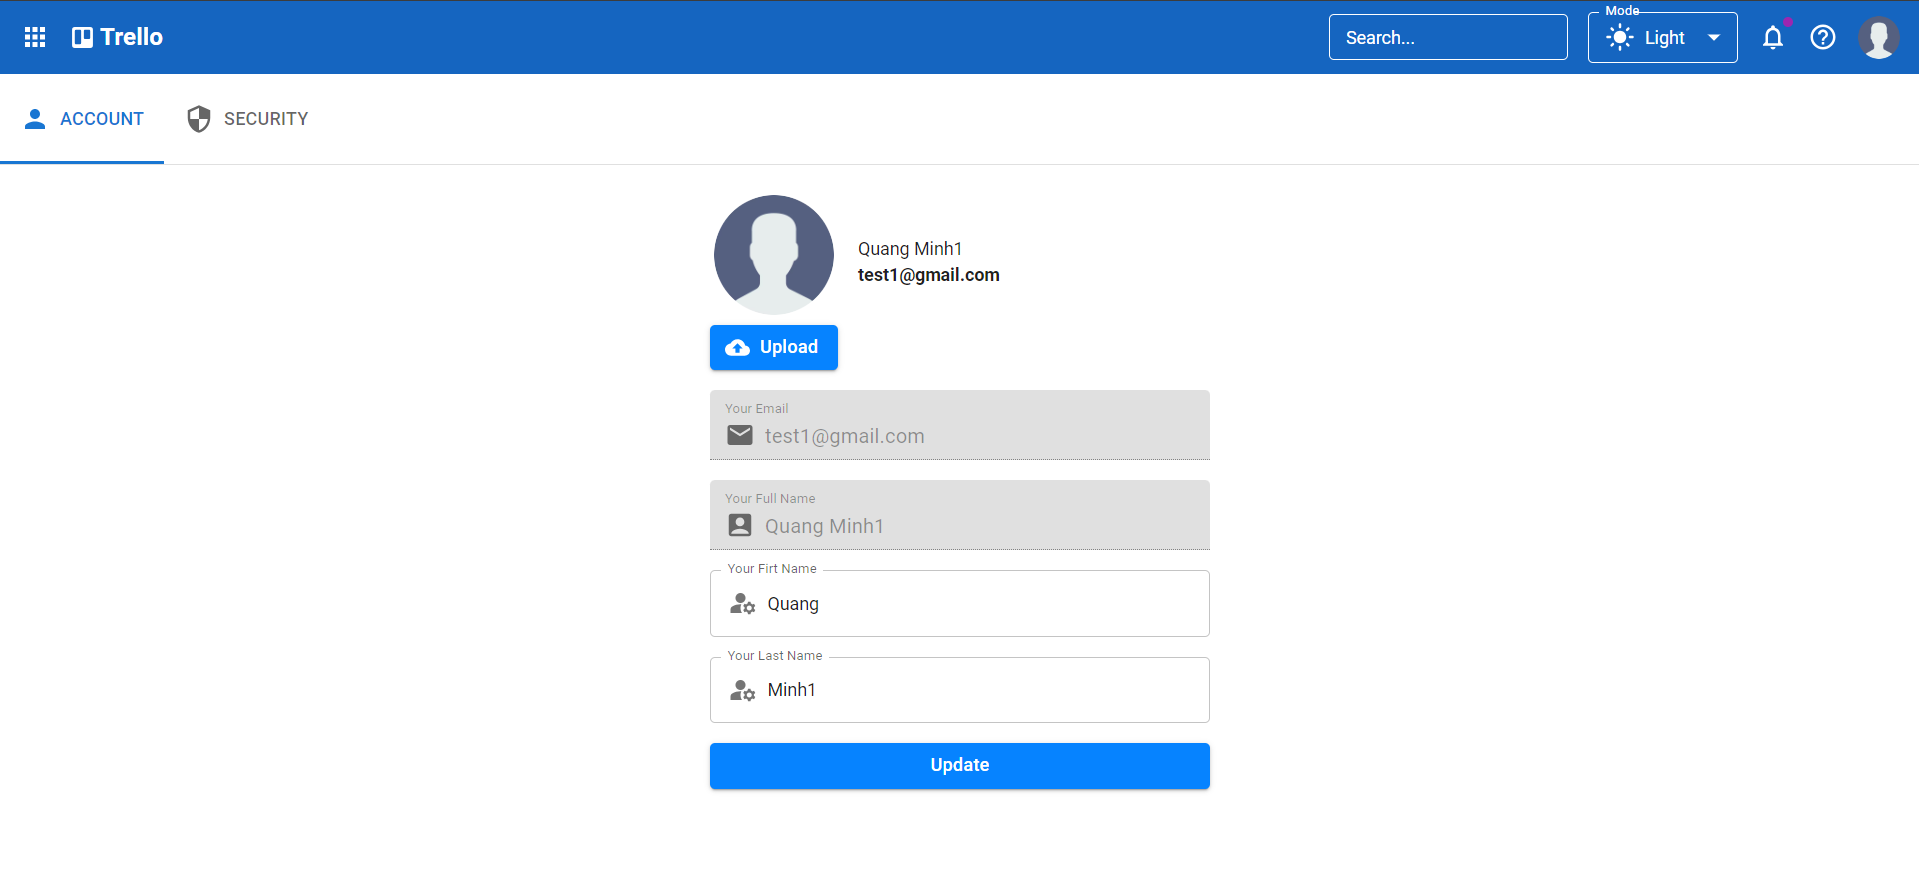 Trello
Search...
Mode
Light
ACCOUNT
SECURITY
Quang Minh1
test1@gmail.com
Upload
Your Email
test1@gmail.com
Your Full Name
Quang Minh1
Your Firt Name
Quang
Your Last Name
Minh1
Update